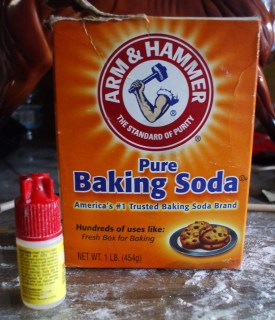 ARM & HAMMER
THE STANDARD OF PURITY
Pure
Baking Soda
America's #1 Trusted Baking Soda Brand
Hundreds of uses like:
Fresh Box for Baking
NET WT. 1 LB. (454g)